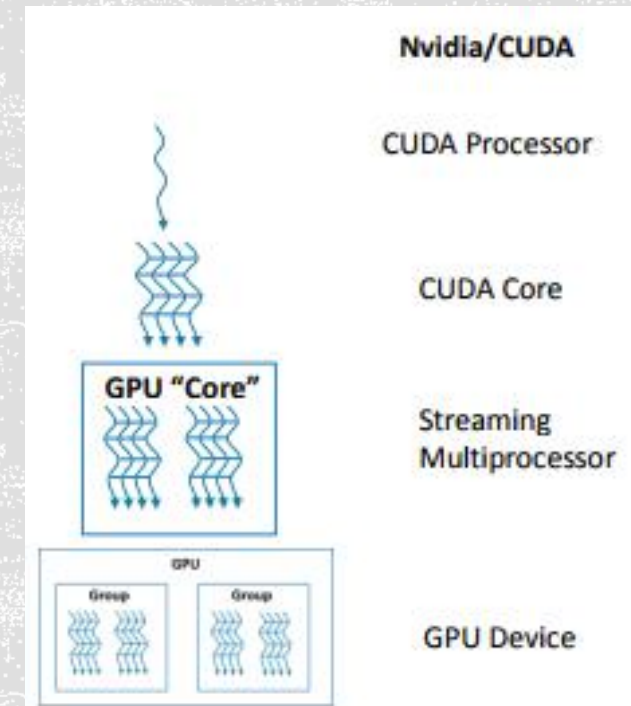 Nvidia/CUDA
CUDA Processor
CUDA Core
GPU “Core”
Streaming
Multiprocessor
GPU
Group Group
GPU Device